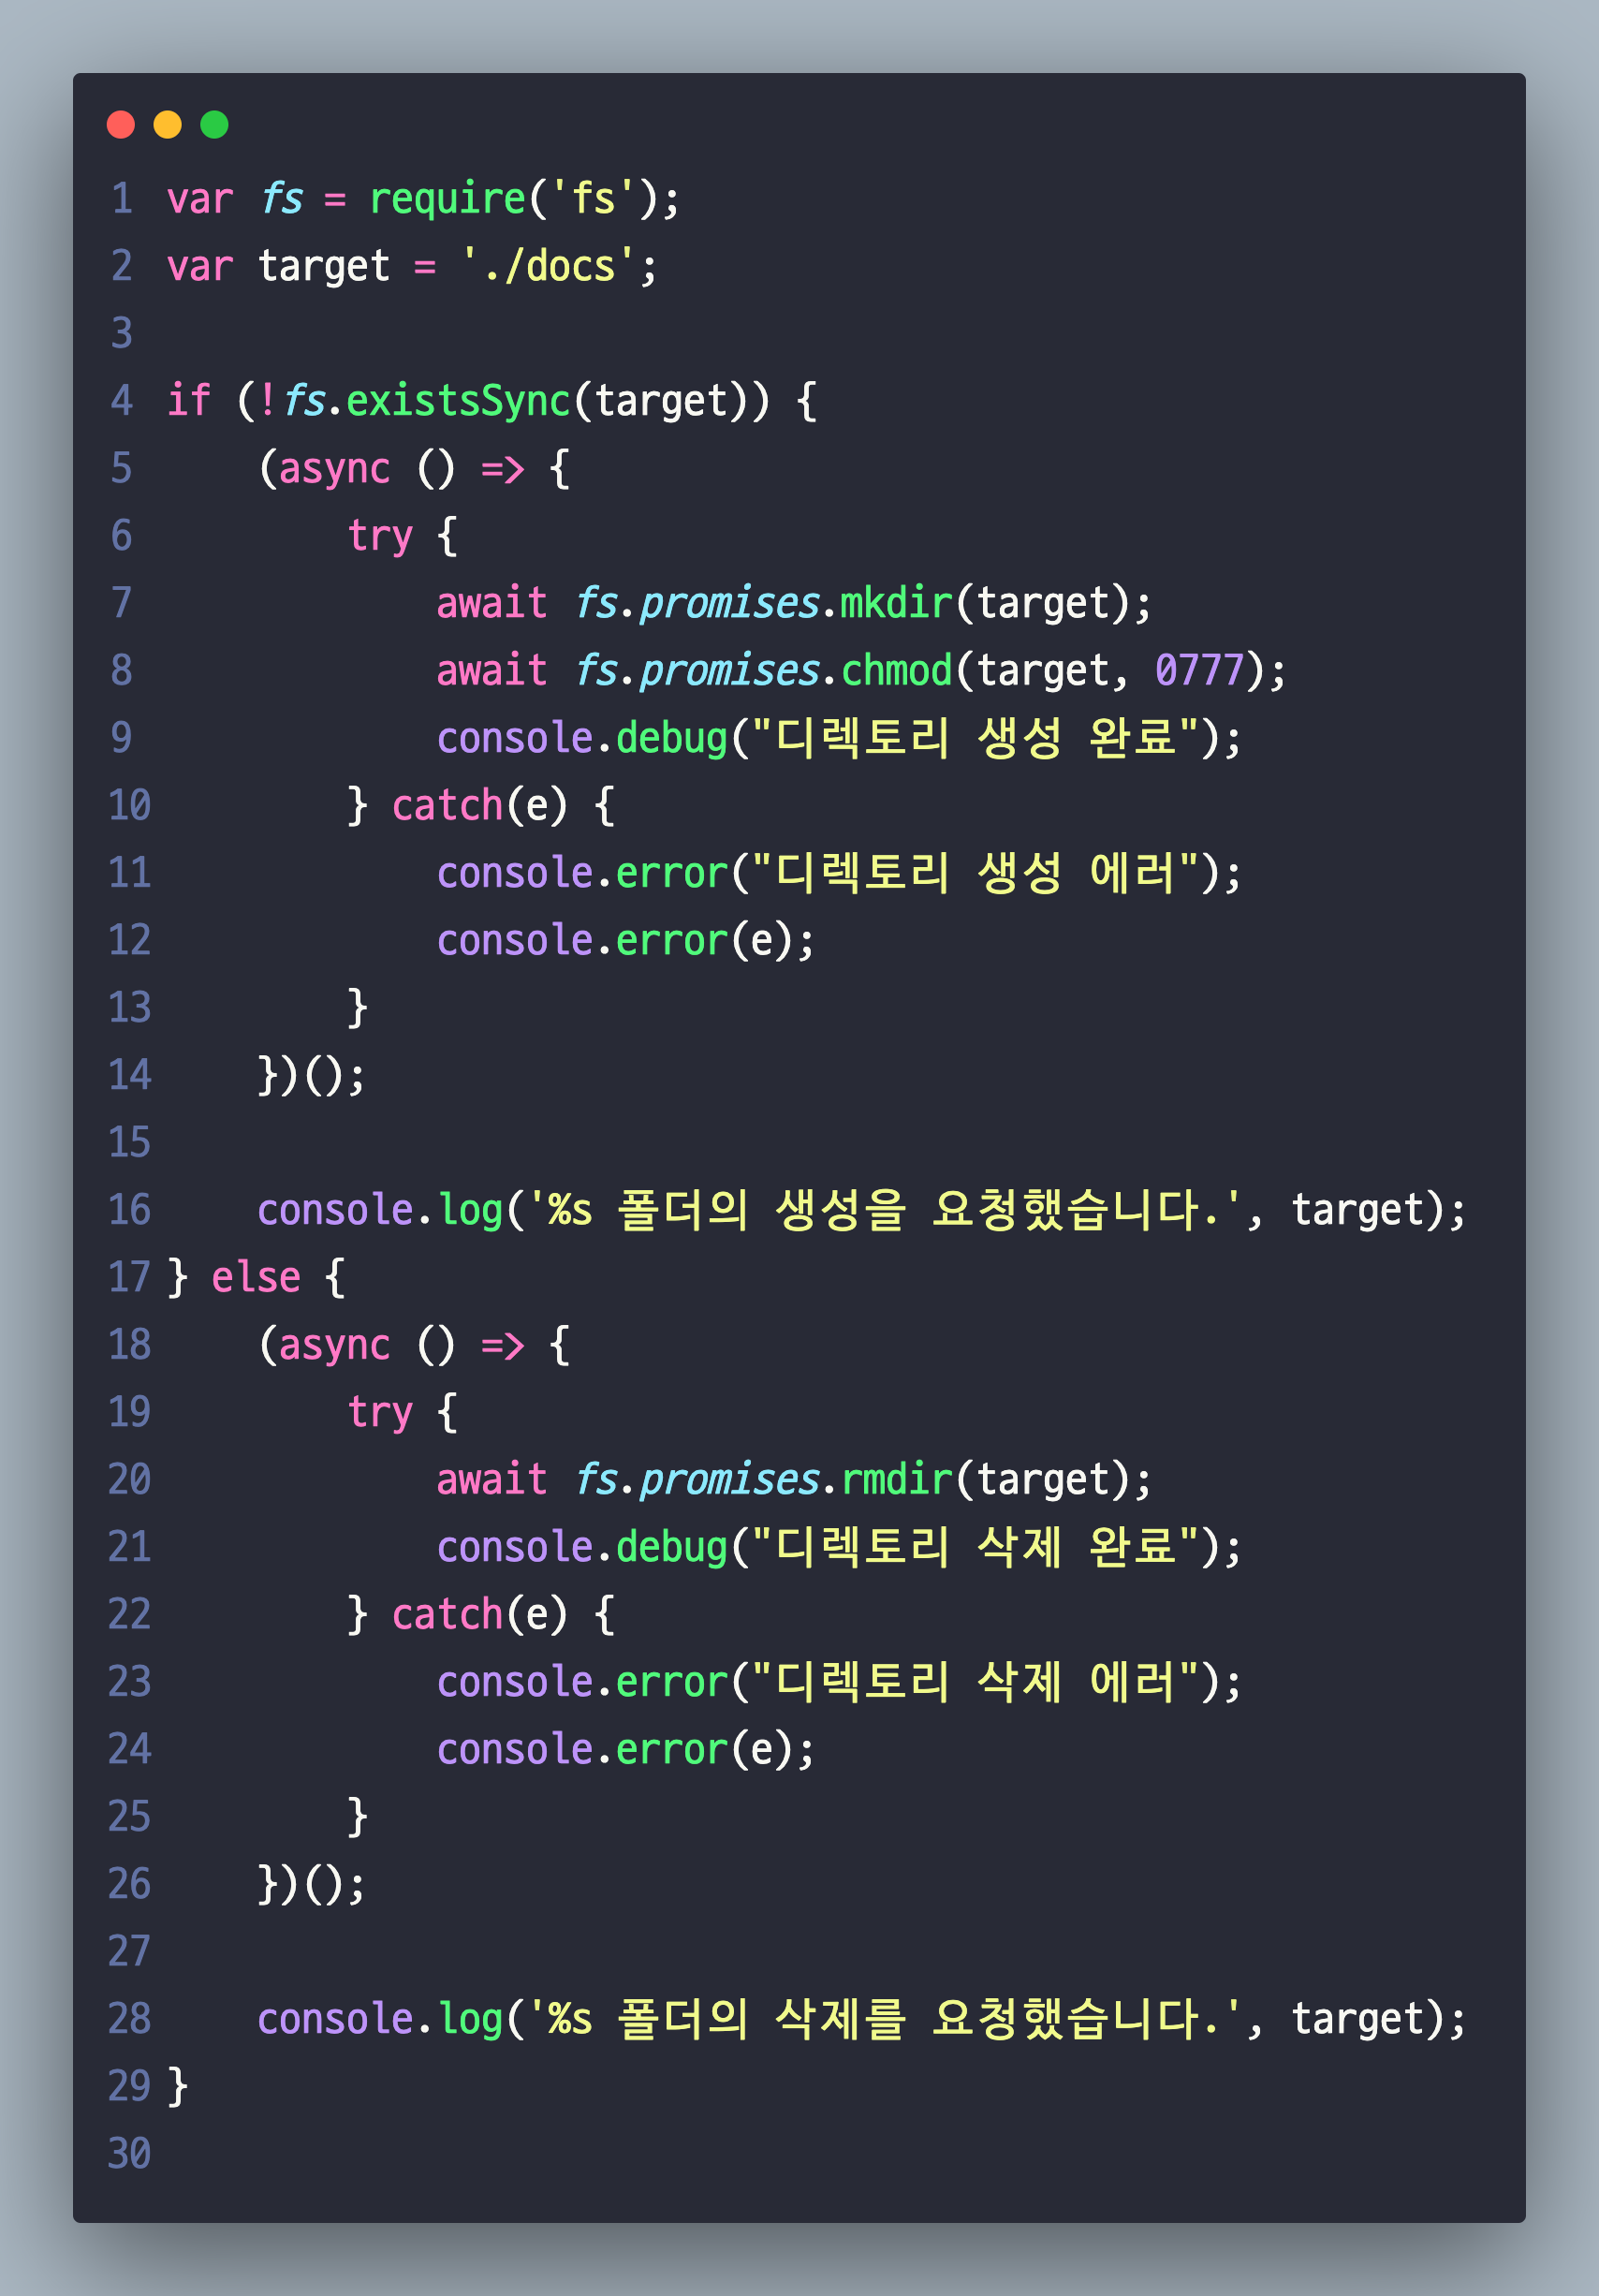 1 var fs = require('fs');
2 var target = './docs';
3
4 if (!fs.existsSync(target)) {
5     (async () => {
6         try {
7             await fs.promises.mkdir(target);
8             await fs.promises.chmod(target, 0777);
9             console.debug("디렉토리 생성 완료");
10         } catch(e) {
11             console.error("디렉토리 생성 에러");
12             console.error(e);
13         }
14     })();
15
16     console.log('%s 폴더의 생성을 요청했습니다.', target);
17 } else {
18     (async () => {
19         try {
20             await fs.promises.rmdir(target);
21             console.debug("디렉토리 삭제 완료");
22         } catch(e) {
23             console.error("디렉토리 삭제 에러");
24             console.error(e);
25         }
26     })();
27
28     console.log('%s 폴더의 삭제를 요청했습니다.', target);
29 }
30